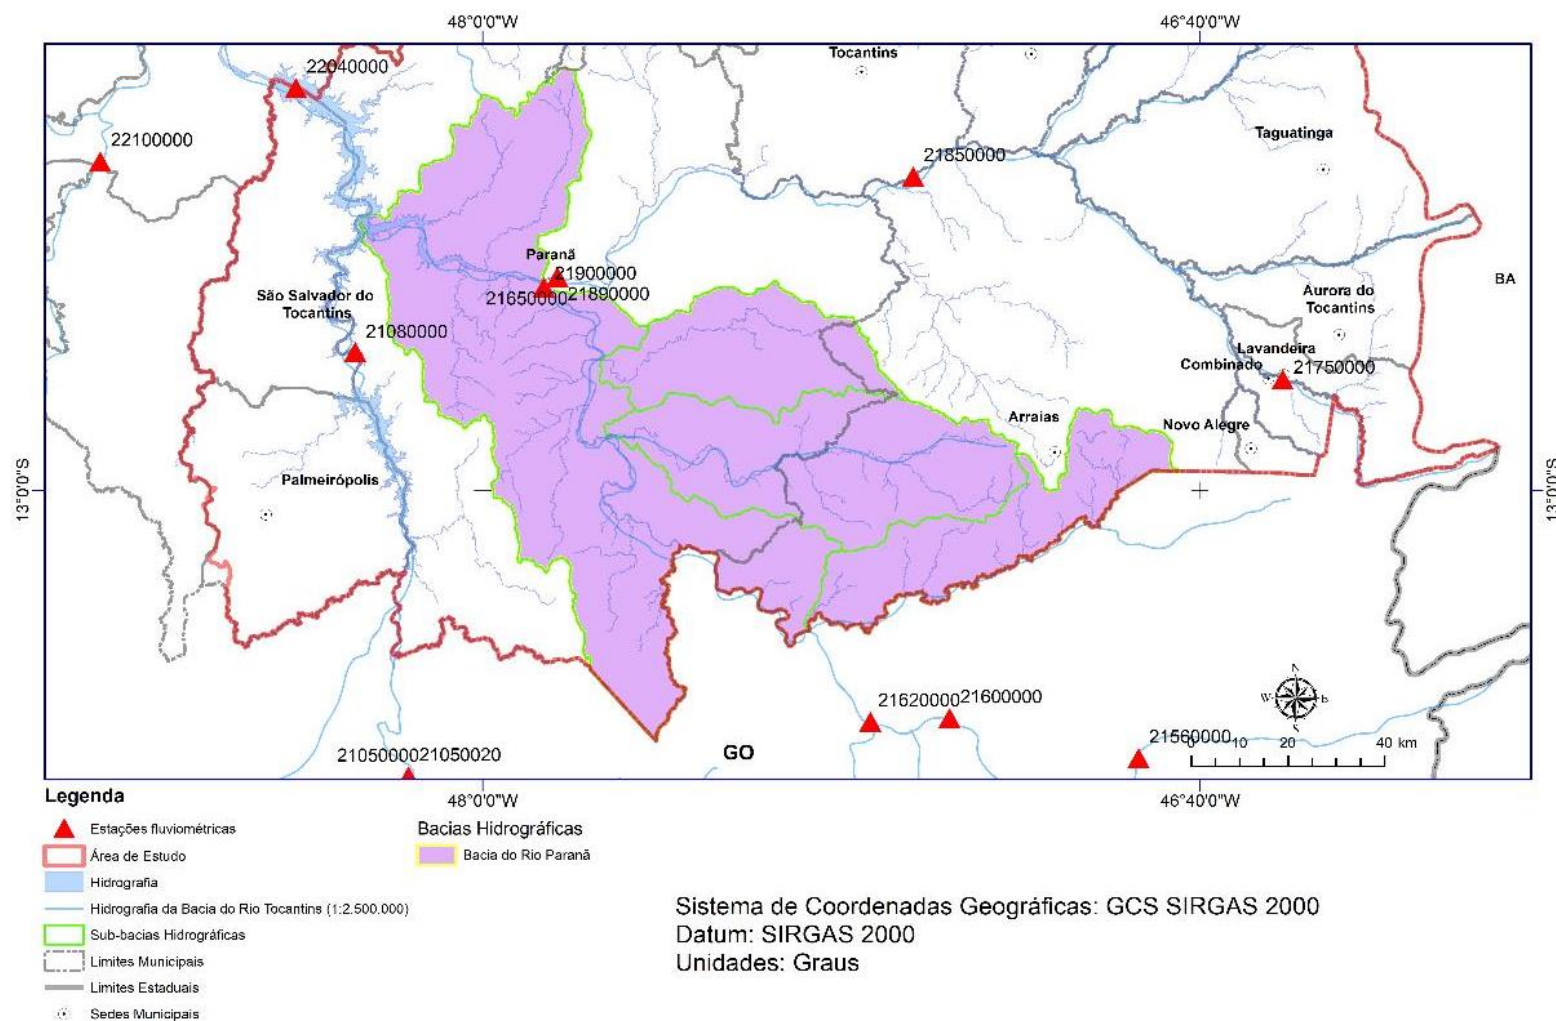 48°0'0"W
46°40'0"W
22040000
Tocantins
22100000
21850000
Taguatinga
Paranã
21900000
21650000
21890000
São Salvador do
Tocantins
21080000
Aurora do
Tocantins
BA
Lavandeira
Combinado
21750000
Arraias
Novo Alegre
Palmeirópolis
13°0'0"S
13°0'0"S
21620000
21600000
21560000
GO
21050000
21050020
N
W
E
S
0 10 20 40 km
48°0'0"W
46°40'0"W
Legenda
Estações fluviométricas
Área de Estudo
Hidrografia
Hidrografia da Bacia do Rio Tocantins (1:2.500.000)
Sub-bacias Hidrográficas
Limites Municipais
Limites Estaduais
Sedes Municipais
Bacias Hidrográficas
Bacia do Rio Paranã
Sistema de Coordenadas Geográficas: GCS SIRGAS 2000
Datum: SIRGAS 2000
Unidades: Graus